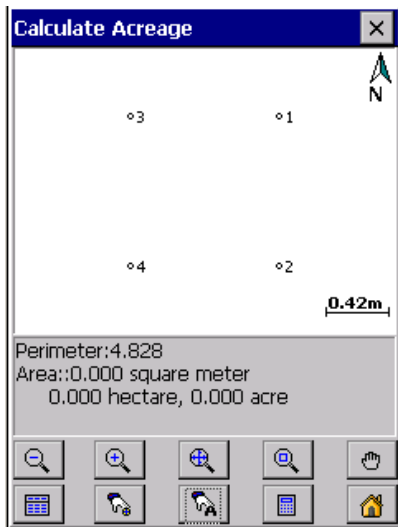 Calculate Acreage
N
3 1
4 2
0.42m
Perimeter:4.828
Area::0.000 square meter
0.000 hectare, 0.000 acre
A